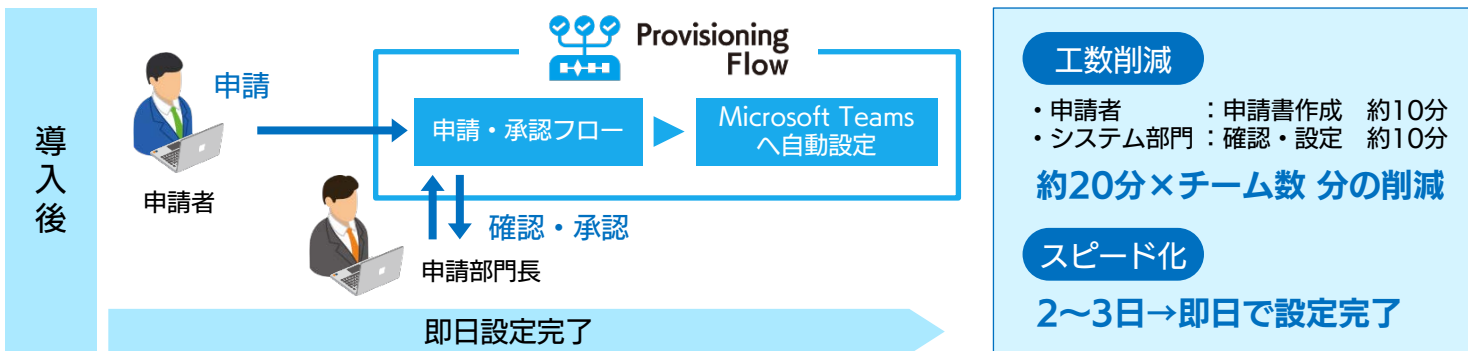 導入後
申請
申請者
Provisioning
Flow
申請・承認フロー
Microsoft Teams
へ自動設定
確認・承認
申請部門長
即日設定完了
工数削減
・申請者　　　：申請書作成　約10分
・システム部門：確認・設定　約10分
約20分×チーム数 分の削減
スピード化
2～3日→即日で設定完了